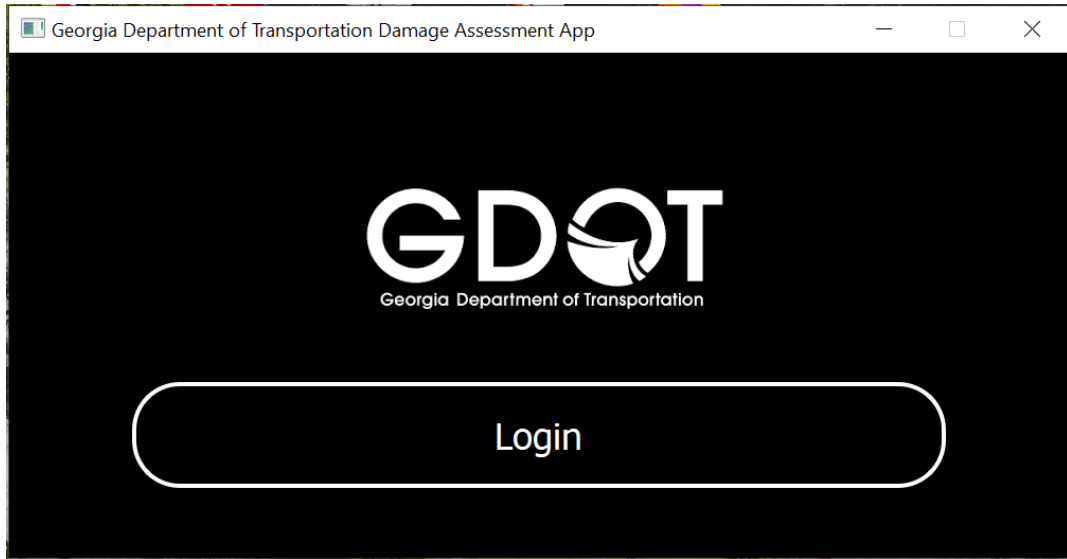 Georgia Department of Transportation Damage Assessment App
GDOT
Georgia Department of Transportation
Login